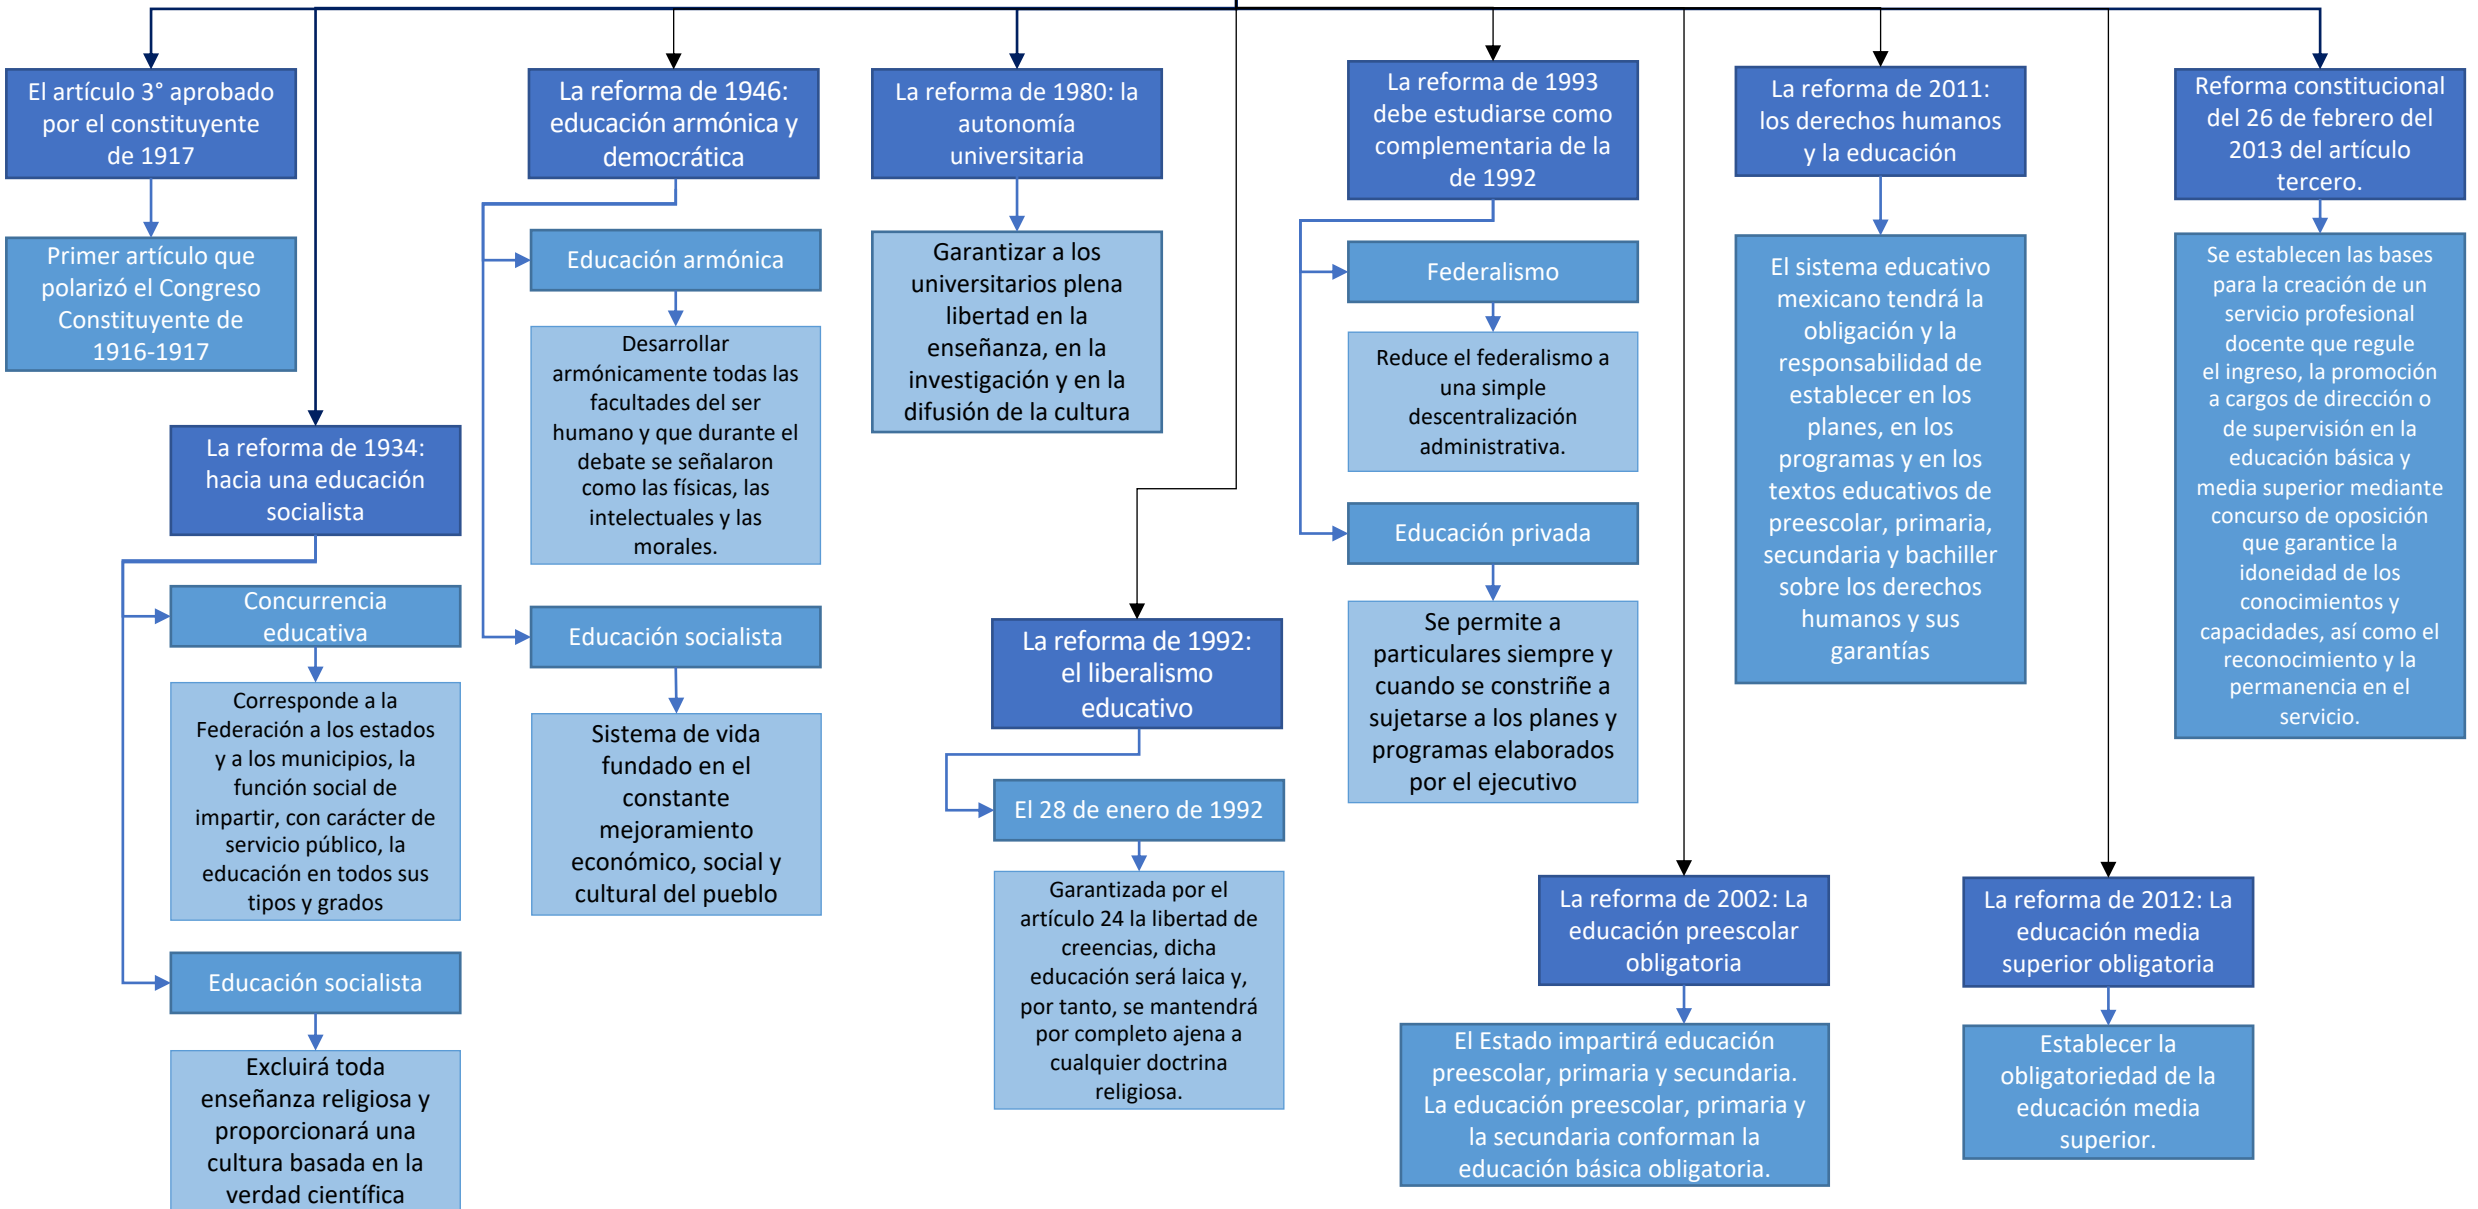 El artículo 3° aprobado
por el constituyente
de 1917
Primer artículo que
polarizó el Congreso
Constituyente de
1916-1917
La reforma de 1934:
hacia una educación
socialista
Concurrencia
educativa
Corresponde a la
Federación a los estados
y a los municipios, la
función social de
impartir, con carácter de
servicio público, la
educación en todos sus
tipos y grados
Educación socialista
Excluirá toda
enseñanza religiosa y
proporcionará una
cultura basada en la
verdad científica
La reforma de 1946:
educación armónica y
democrática
Educación armónica
Desarrollar
armónicamente todas las
facultades del ser
humano y que durante el
debate se señalaron
como las físicas, las
intelectuales y las
morales.
Educación socialista
Sistema de vida
fundado en el
constante
mejoramiento
económico, social y
cultural del pueblo
La reforma de 1980: la
autonomía
universitaria
Garantizar a los
universitarios plena
libertad en la
enseñanza, en la
investigación y en la
difusión de la cultura
La reforma de 1992:
el liberalismo
educativo
El 28 de enero de 1992
Garantizada por el
artículo 24 la libertad de
creencias, dicha
educación será laica y,
por tanto, se mantendrá
por completo ajena a
cualquier doctrina
religiosa.
La reforma de 1993
debe estudiarse como
complementaria de la
de 1992
Federalismo
Reduce el federalismo a
una simple
descentralización
administrativa.
Educación privada
Se permite a
particulares siempre y
cuando se constriñe a
sujetarse a los planes y
programas elaborados
por el ejecutivo
La reforma de 2002: La
educación preescolar
obligatoria
El Estado impartirá educación
preescolar, primaria y secundaria.
La educación preescolar, primaria y
la secundaria conforman la
educación básica obligatoria.
La reforma de 2011:
los derechos humanos
y la educación
El sistema educativo
mexicano tendrá la
obligación y la
responsabilidad de
establecer en los
planes, en los
programas y en los
textos educativos de
preescolar, primaria,
secundaria y bachiller
sobre los derechos
humanos y sus
garantías
La reforma de 2012: La
educación media
superior obligatoria
Establecer la
obligatoriedad de la
educación media
superior.
Reforma constitucional
del 26 de febrero del
2013 del artículo
tercero.
Se establecen las bases
para la creación de un
servicio profesional
docente que regule
el ingreso, la promoción
a cargos de dirección o
de supervisión en la
educación básica y
media superior mediante
concurso de oposición
que garantice la
idoneidad de los
conocimientos y
capacidades, así como el
reconocimiento y la
permanencia en el
servicio.